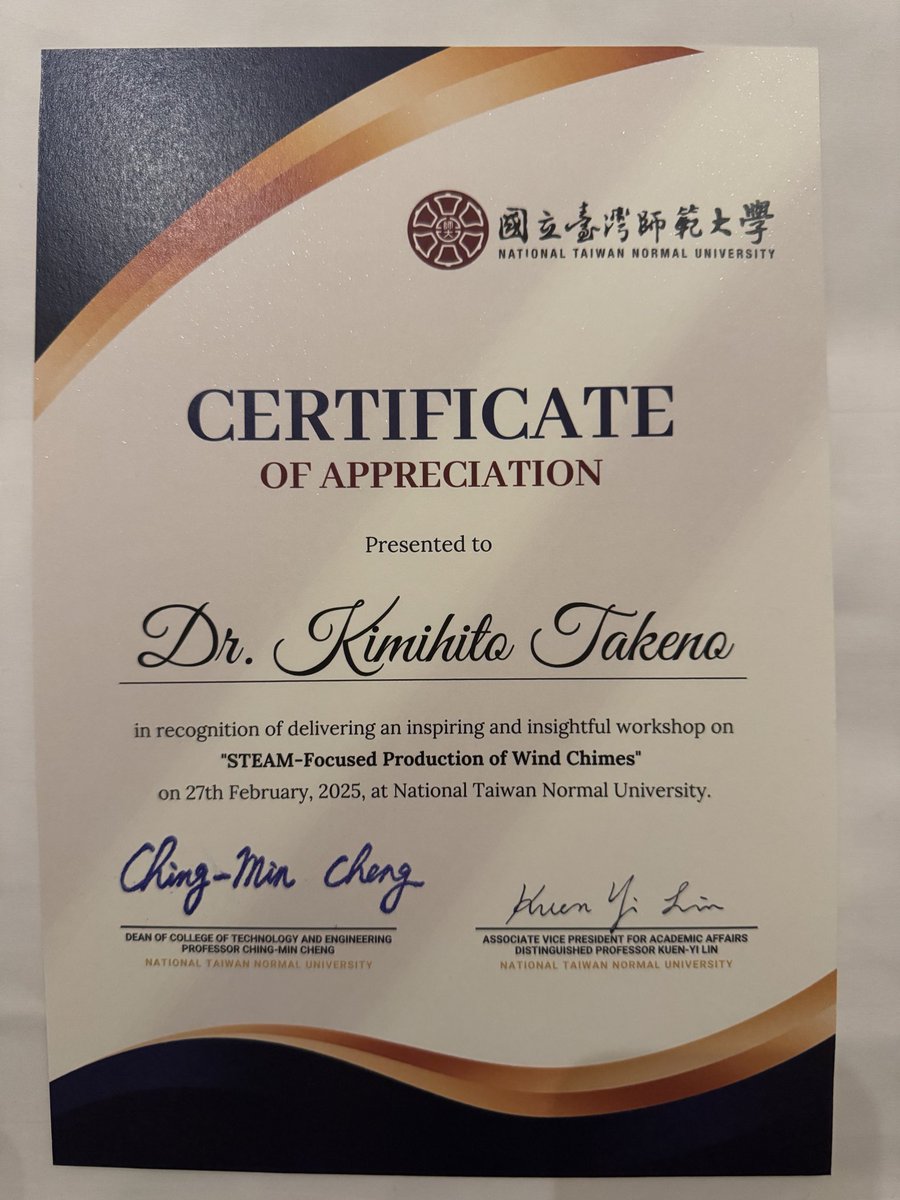 師大
國立臺灣師範大學
NATIONAL TAIWAN NORMAL UNIVERSITY
CERTIFICATE
OF APPRECIATION
Presented to
Dr. Kimihito Takeno
in recognition of delivering an inspiring and insightful workshop on
"STEAM-Focused Production of Wind Chimes"
on 27th February, 2025, at National Taiwan Normal University.
Ching-Min Cheng
DEAN OF COLLEGE OF TECHNOLOGY AND ENGINEERING
PROFESSOR CHING-MIN CHENG
NATIONAL TAIWAN NORMAL UNIVERSITY
Kuen Yi Lin
ASSOCIATE VICE PRESIDENT FOR ACADEMIC AFFAIRS
DISTINGUISHED PROFESSOR KUEN-YI LIN
NATIONAL TAIWAN NORMAL UNIVERSITY